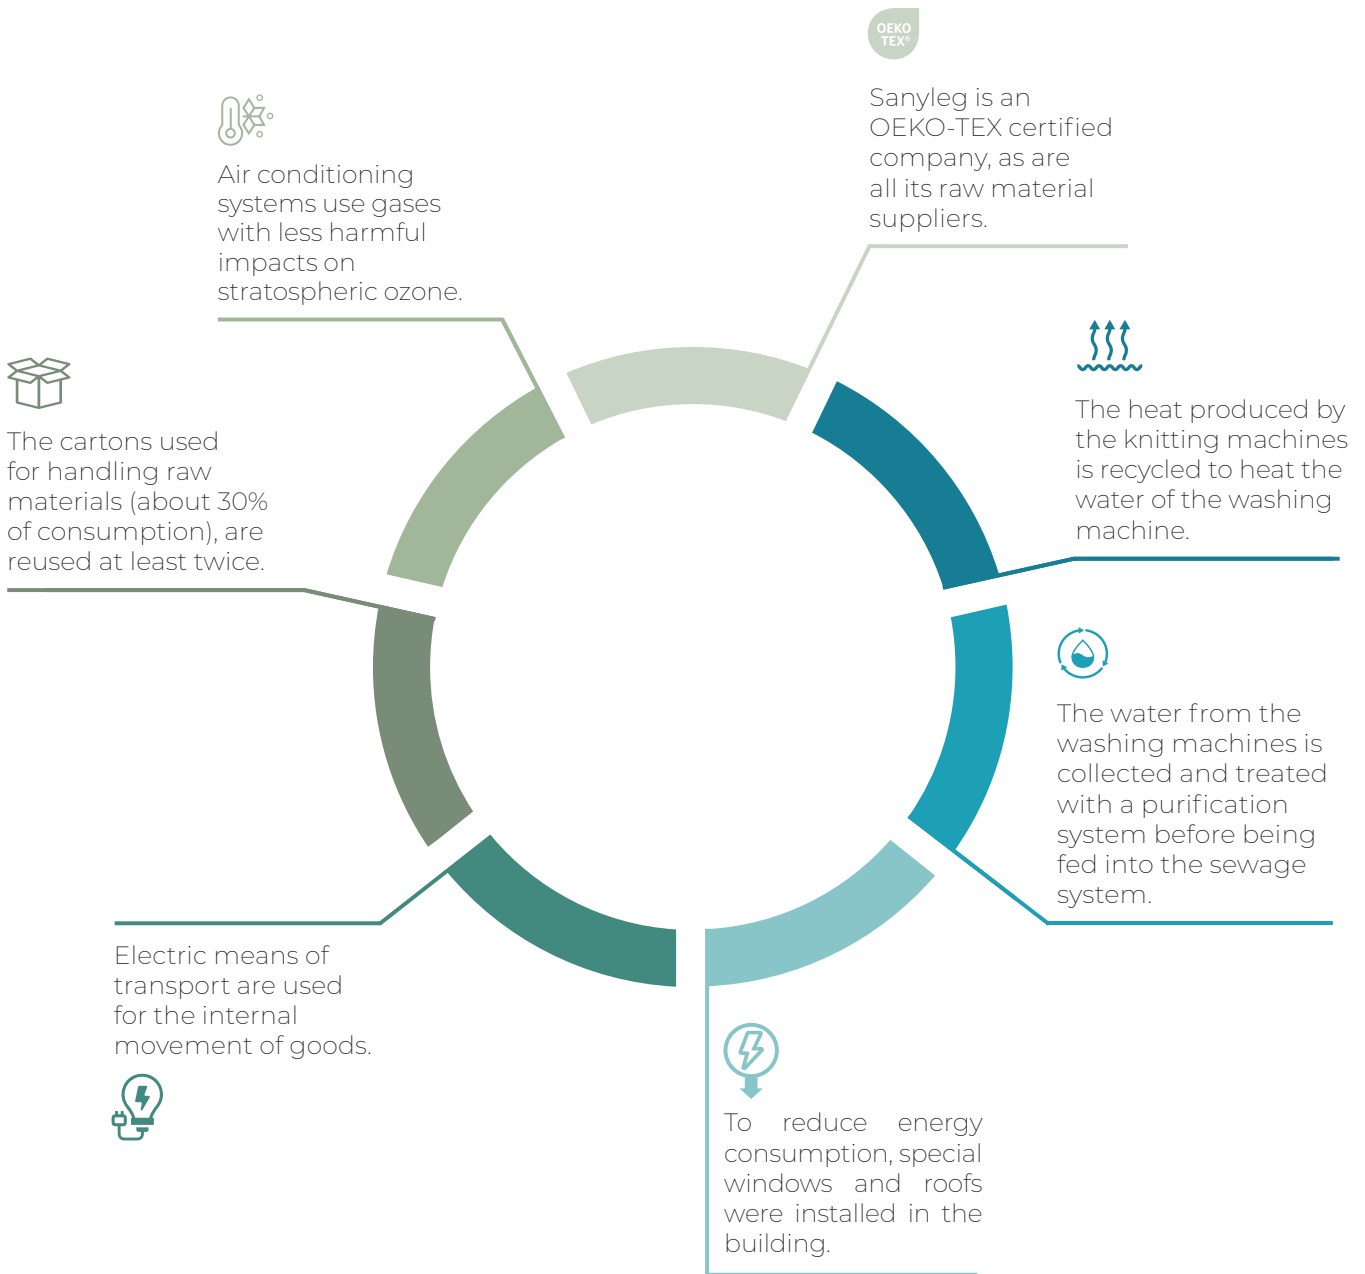 OEKO
TEX®
Sanyleg is an
OEKO-TEX certified
company, as are
all its raw material
suppliers.
Air conditioning
systems use gases
with less harmful
impacts on
stratospheric ozone.
The heat produced by
the knitting machines
is recycled to heat the
water of the washing
machine.
The cartons used
for handling raw
materials (about 30%
of consumption), are
reused at least twice.
The water from the
washing machines is
collected and treated
with a purification
system before being
fed into the sewage
system.
Electric means of
transport are used
for the internal
movement of goods.
To reduce energy
consumption, special
windows and roofs
were installed in the
building.